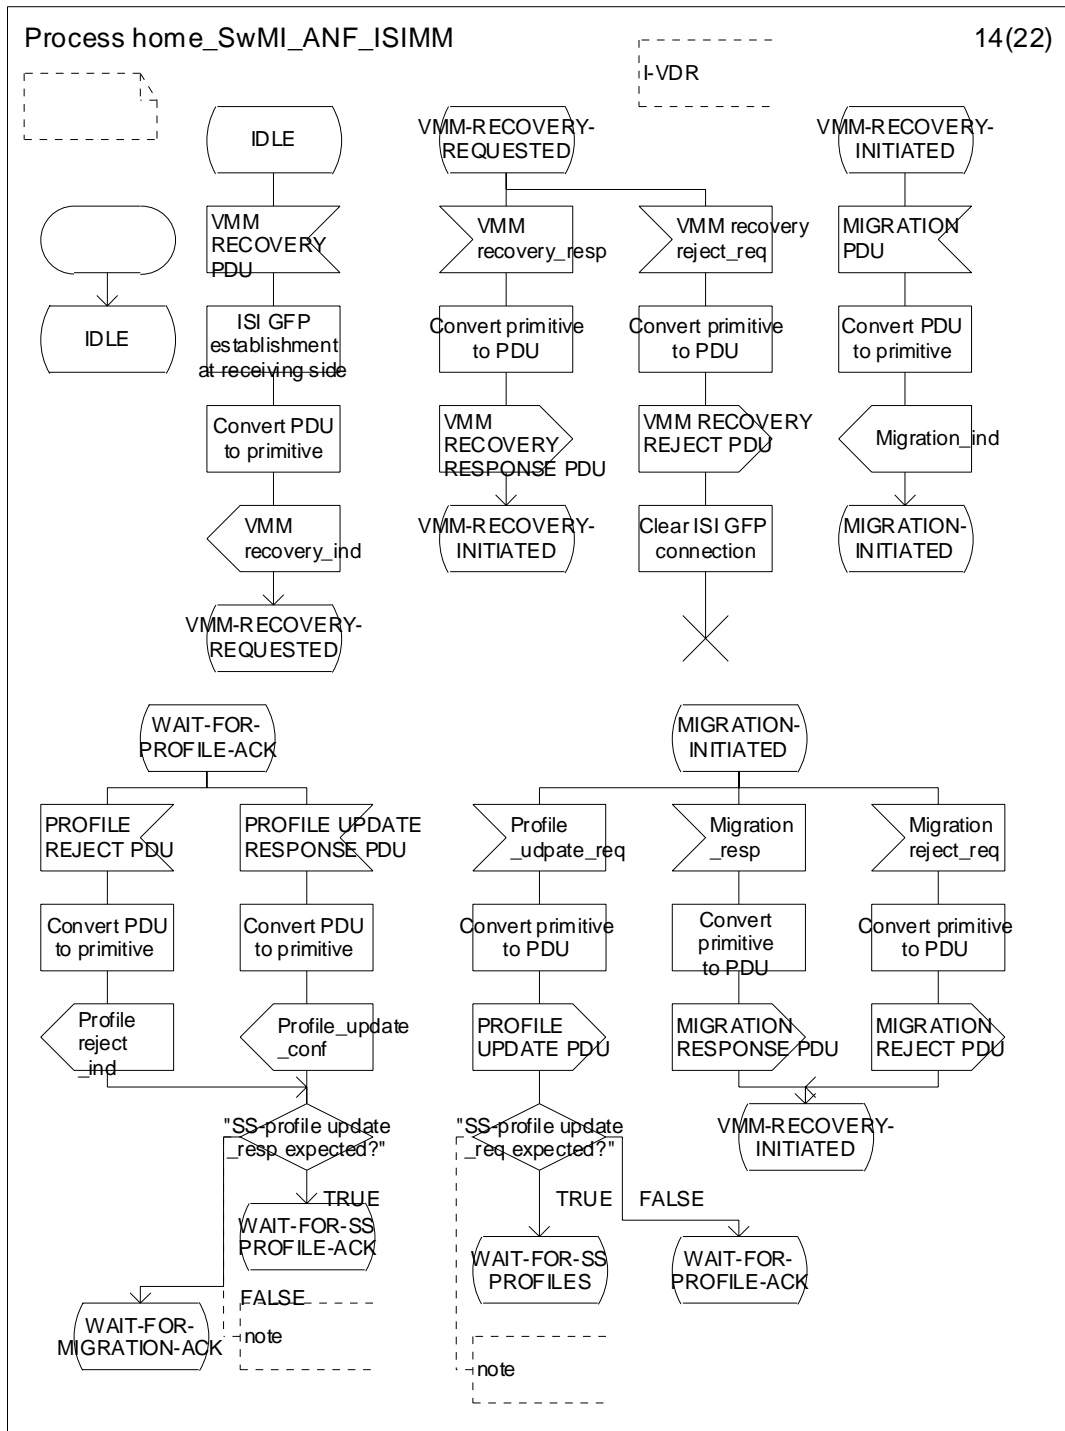 Process home_SwMI_ANF_ISIMM
14(22)
I-VDR
IDLE
VMM-RECOVERY-
REQUESTED
VMM-RECOVERY-
INITIATED
VMM
RECOVERY
PDU
VMM
recovery_resp
VMM recovery
reject_req
MIGRATION
PDU
IDLE
ISI GFP
establishment
at receiving side
Convert primitive
to PDU
Convert primitive
to PDU
Convert PDU
to primitive
Convert PDU
to primitive
VMM
RECOVERY
RESPONSE PDU
VMM RECOVERY
REJECT PDU
Migration_ind
VMM
recovery_ind
VMM-RECOVERY-
INITIATED
Clear ISI GFP
connection
MIGRATION-
INITIATED
VMM-RECOVERY-
REQUESTED
WAIT-FOR-
PROFILE-ACK
MIGRATION-
INITIATED
PROFILE
REJECT PDU
PROFILE UPDATE
RESPONSE PDU
Profile
_udpate_req
Migration
_resp
Migration
reject_req
Convert PDU
to primitive
Convert PDU
to primitive
Convert primitive
to PDU
Convert
primitive
to PDU
Convert primitive
to PDU
Profile
reject
_ind
Profile_update
_conf
PROFILE
UPDATE PDU
MIGRATION
RESPONSE PDU
MIGRATION
REJECT PDU
"SS-profile update
_resp expected?"
"SS-profile update
_req expected?"
VMM-RECOVERY-
INITIATED
TRUE
TRUE
FALSE
WAIT-FOR-SS
PROFILE-ACK
WAIT-FOR-SS
PROFILES
WAIT-FOR-
PROFILE-ACK
FALSE
WAIT-FOR-
MIGRATION-ACK
note
note